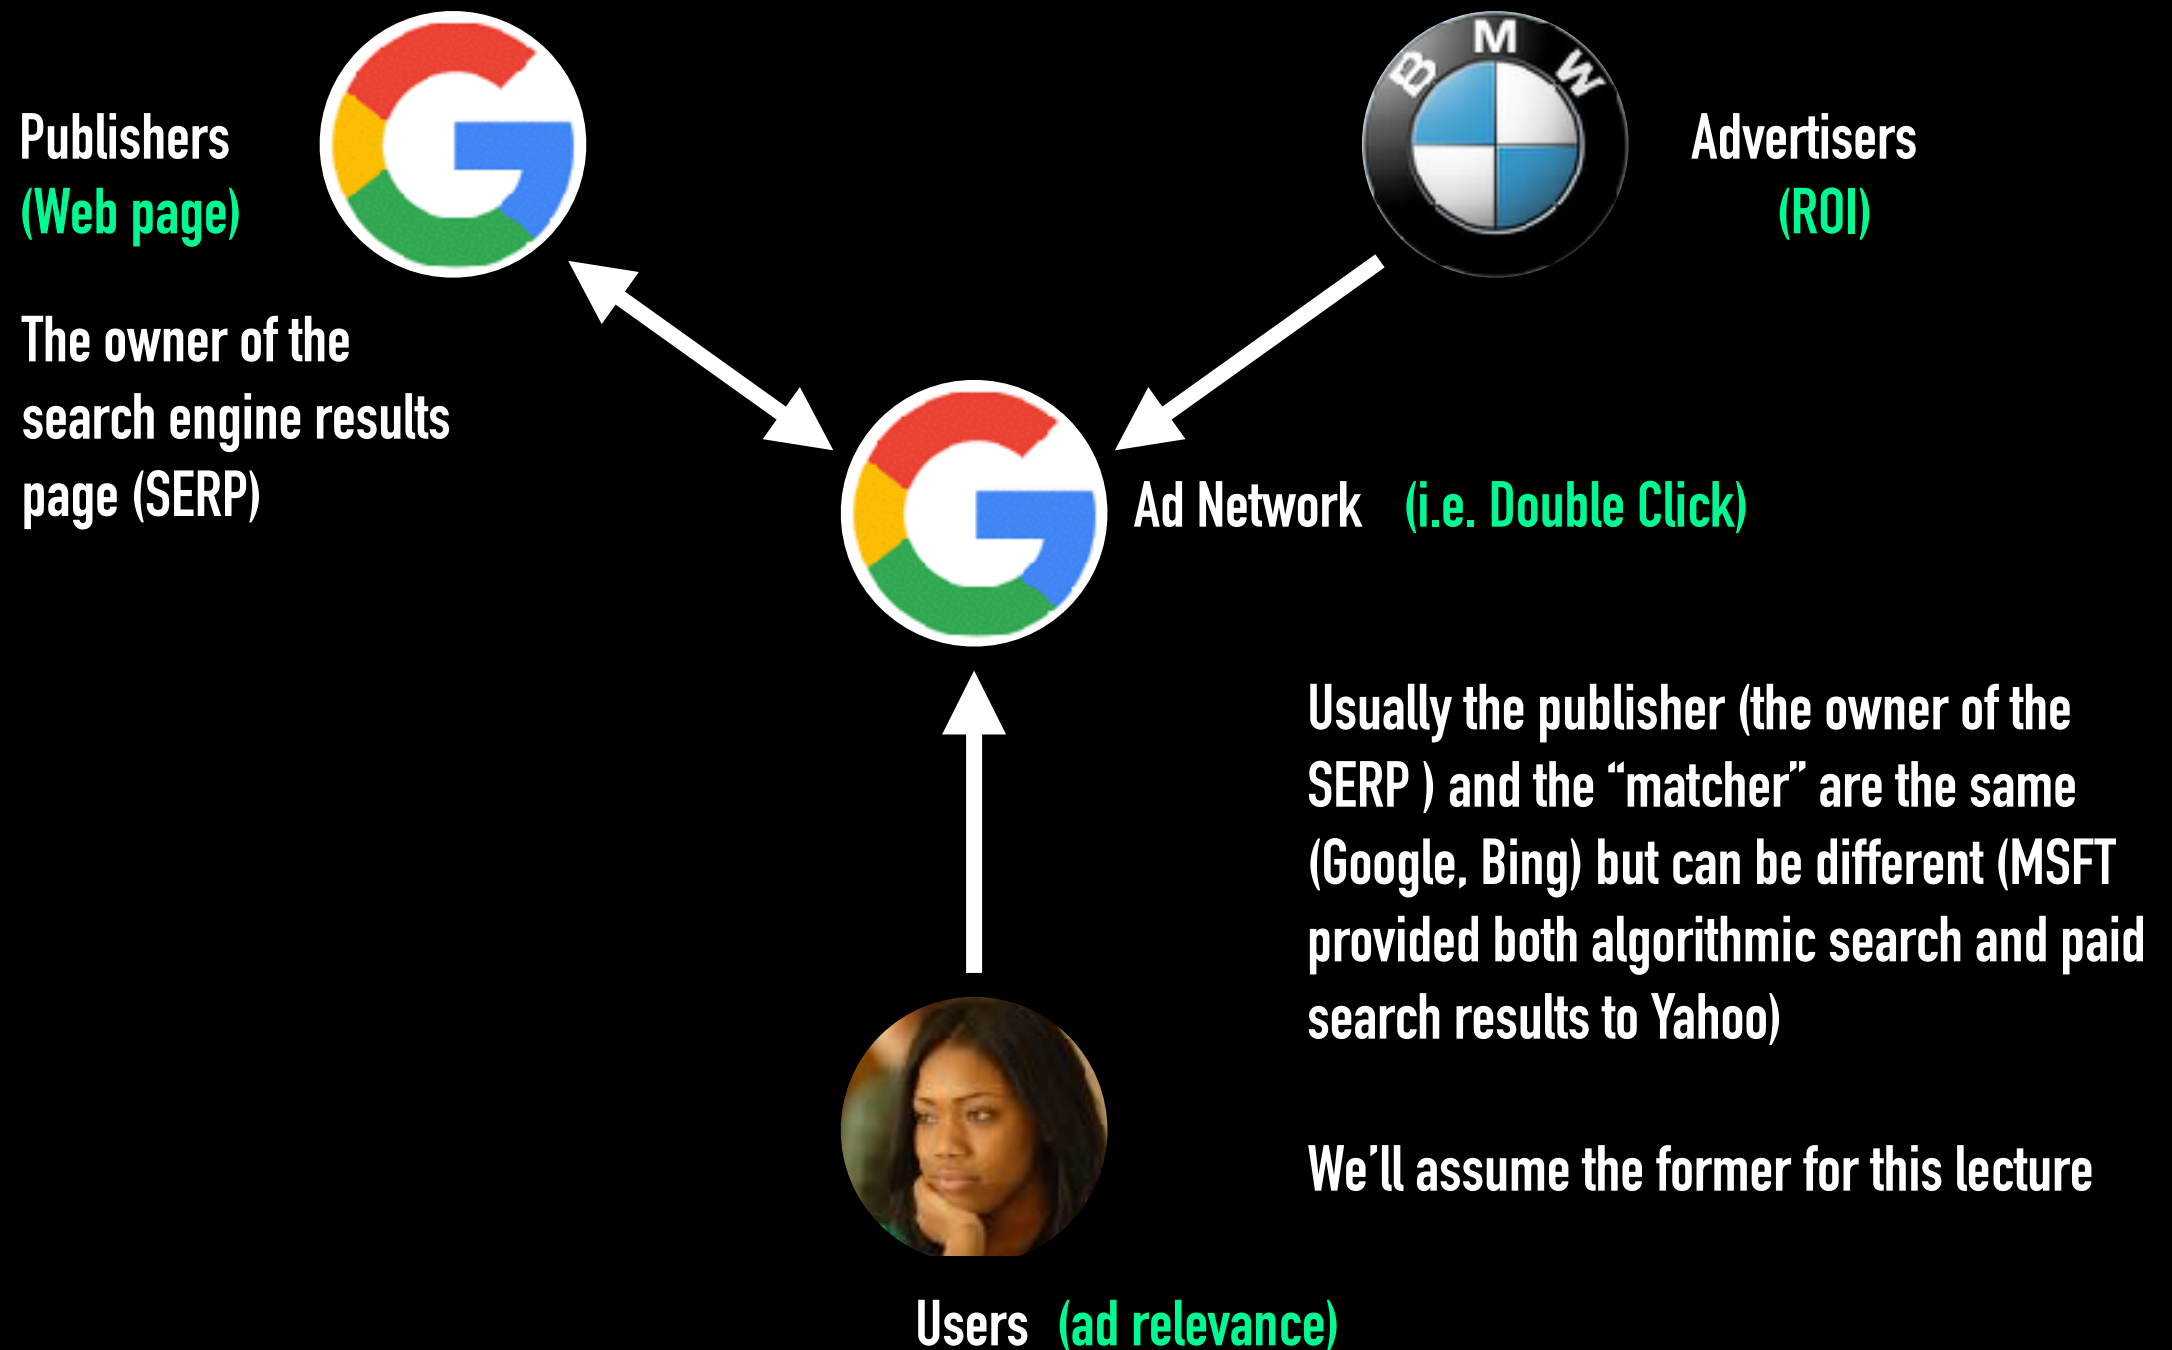 Publishers
(Web page)
The owner of the
search engine results
page (SERP)
B M W
Advertisers
(ROI)
Ad Network (i.e. Double Click)
Usually the publisher (the owner of the
SERP ) and the “matcher” are the same
(Google, Bing) but can be different (MSFT
provided both algorithmic search and paid
search results to Yahoo)
We’ll assume the former for this lecture
Users (ad relevance)